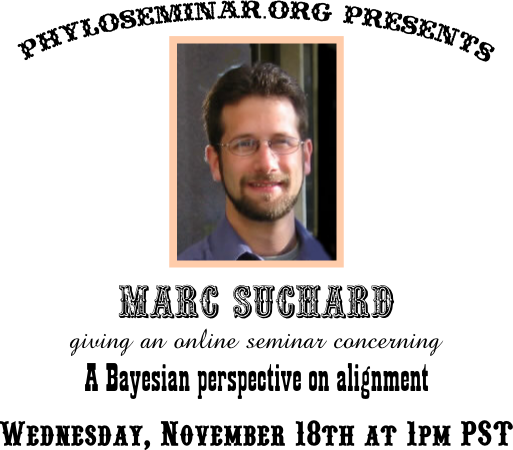 PHYLOSEMINAR.ORG PRESENTS
MARC SUCHARD
giving an online seminar concerning
A Bayesian perspective on alignment
WEDNESDAY, NOVEMBER 18TH AT 1PM PST